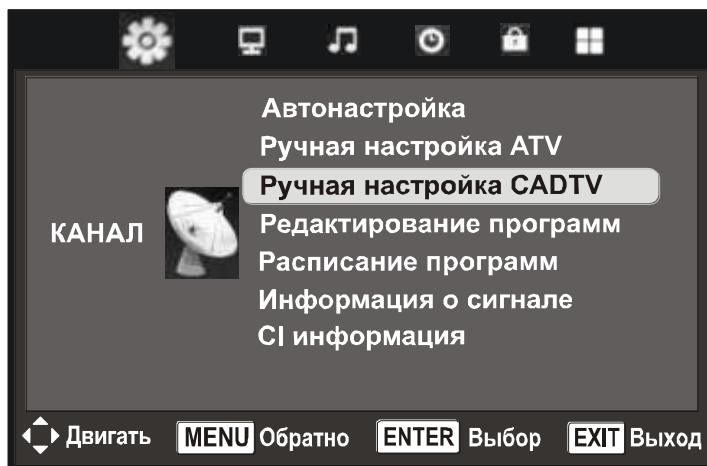 Автонастройка
Ручная настройка ATV
Ручная настройка CADTV
КАНАЛ
Редактирование программ
Расписание программ
Информация о сигнале
CI информация
Двигать MENU Обратно ENTER Выбор EXIT Выход